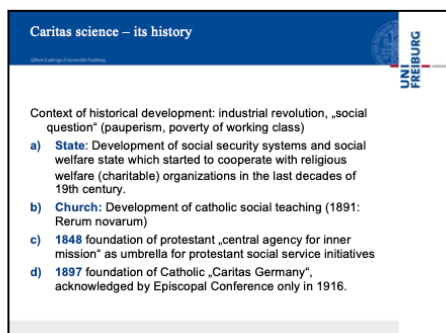 Caritas science – its history
Albert-Ludwigs-Universität Freiburg
UNI
FREIBURG
Context of historical development: industrial revolution, „social
question“ (pauperism, poverty of working class)
a) State: Development of social security systems and social
welfare state which started to cooperate with religious
welfare (charitable) organizations in the last decades of
19th century.
b) Church: Development of catholic social teaching (1891:
Rerum novarum)
c) 1848 foundation of protestant „central agency for inner
mission“ as umbrella for protestant social service initiatives
d) 1897 foundation of Catholic „Caritas Germany“,
acknowledged by Episcopal Conference only in 1916.